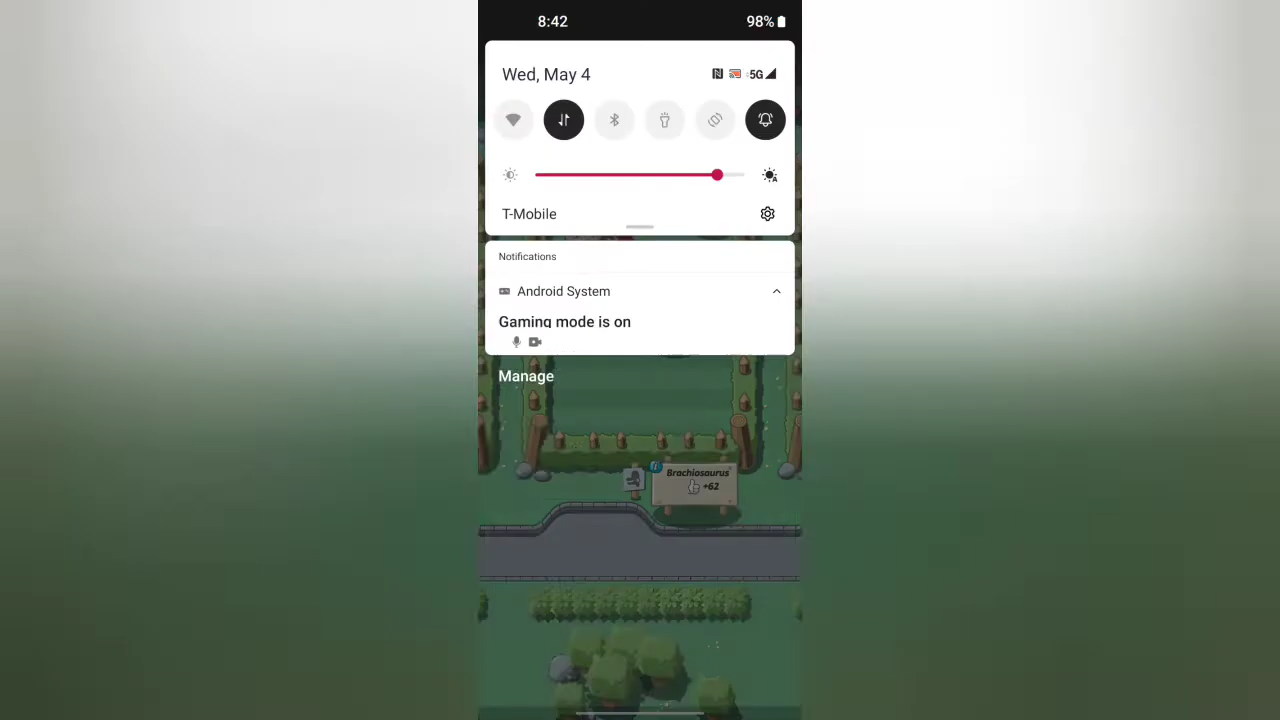 8:42 98%
Wed, May 4 5G
T-Mobile
Notifications
Android System
Gaming mode is on
Manage
Brachiosaurus
+62